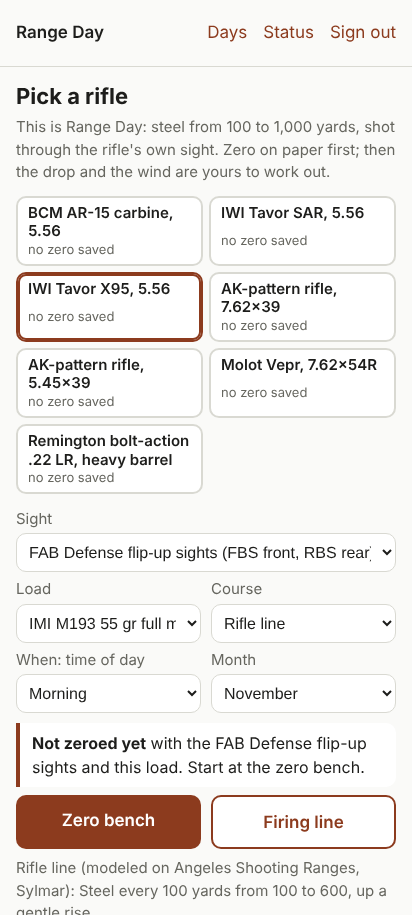 Range Day
Days Status Sign out
Pick a rifle
This is Range Day: steel from 100 to 1,000 yards, shot
through the rifle's own sight. Zero on paper first; then
the drop and the wind are yours to work out.
BCM AR-15 carbine,
5.56
no zero saved
IWI Tavor SAR, 5.56
no zero saved
IWI Tavor X95, 5.56
no zero saved
AK-pattern rifle,
7.62×39
no zero saved
AK-pattern rifle,
5.45×39
no zero saved
Molot Vepr, 7.62×54R
no zero saved
Remington bolt-action
.22 LR, heavy barrel
no zero saved
Sight
FAB Defense flip-up sights (FBS front, RBS rear)
Load
IMI M193 55 gr full m
Course
Rifle line
When: time of day
Morning
Month
November
Not zeroed yet with the FAB Defense flip-up
sights and this load. Start at the zero bench.
Zero bench
Firing line
Rifle line (modeled on Angeles Shooting Ranges,
Sylmar): Steel every 100 yards from 100 to 600, up a
gentle rise